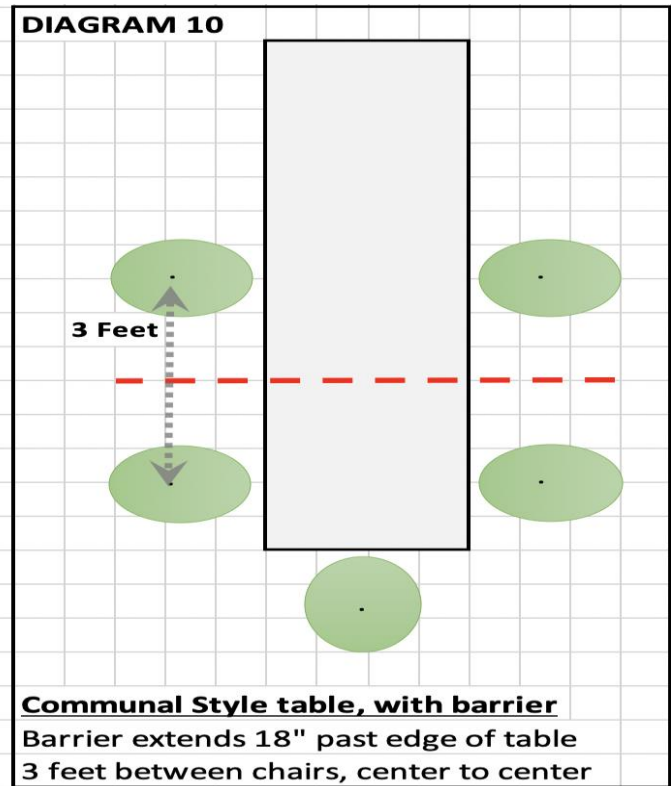 DIAGRAM 10
3 Feet
Communal Style table, with barrier
Barrier extends 18" past edge of table
3 feet between chairs, center to center